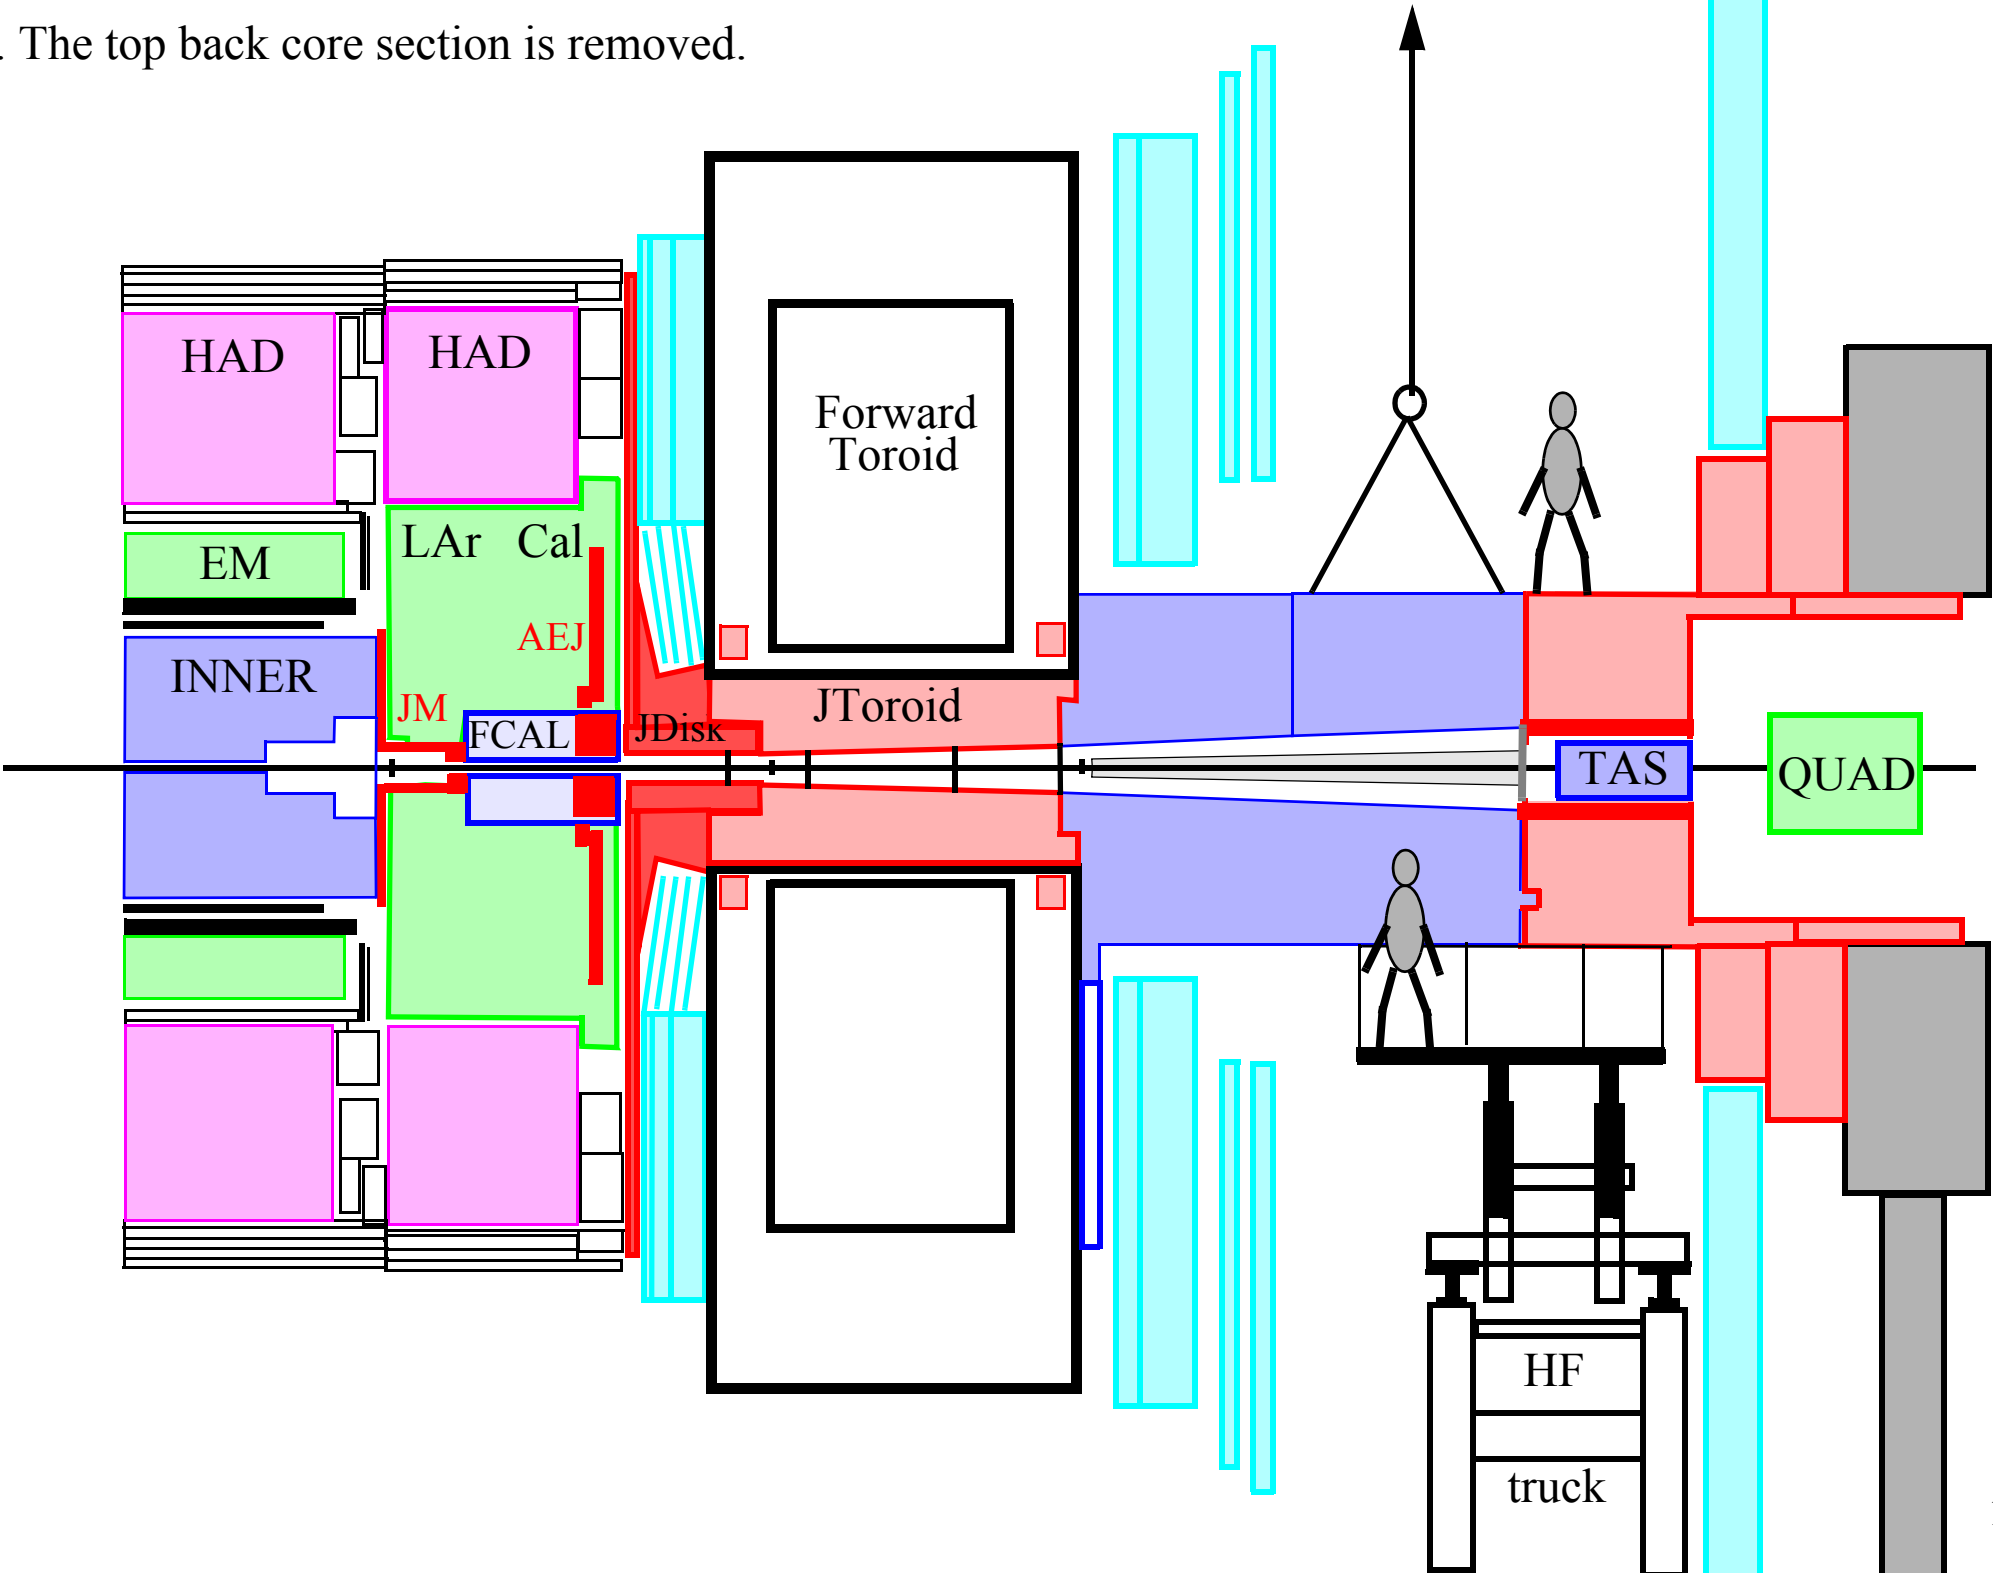 . The top back core section is removed.
HAD
HAD
Forward
Toroid
LAr Cal
EM
AEJ
INNER
JM
FCAL
JDisk
JToroid
TAS
QUAD
HF
truck